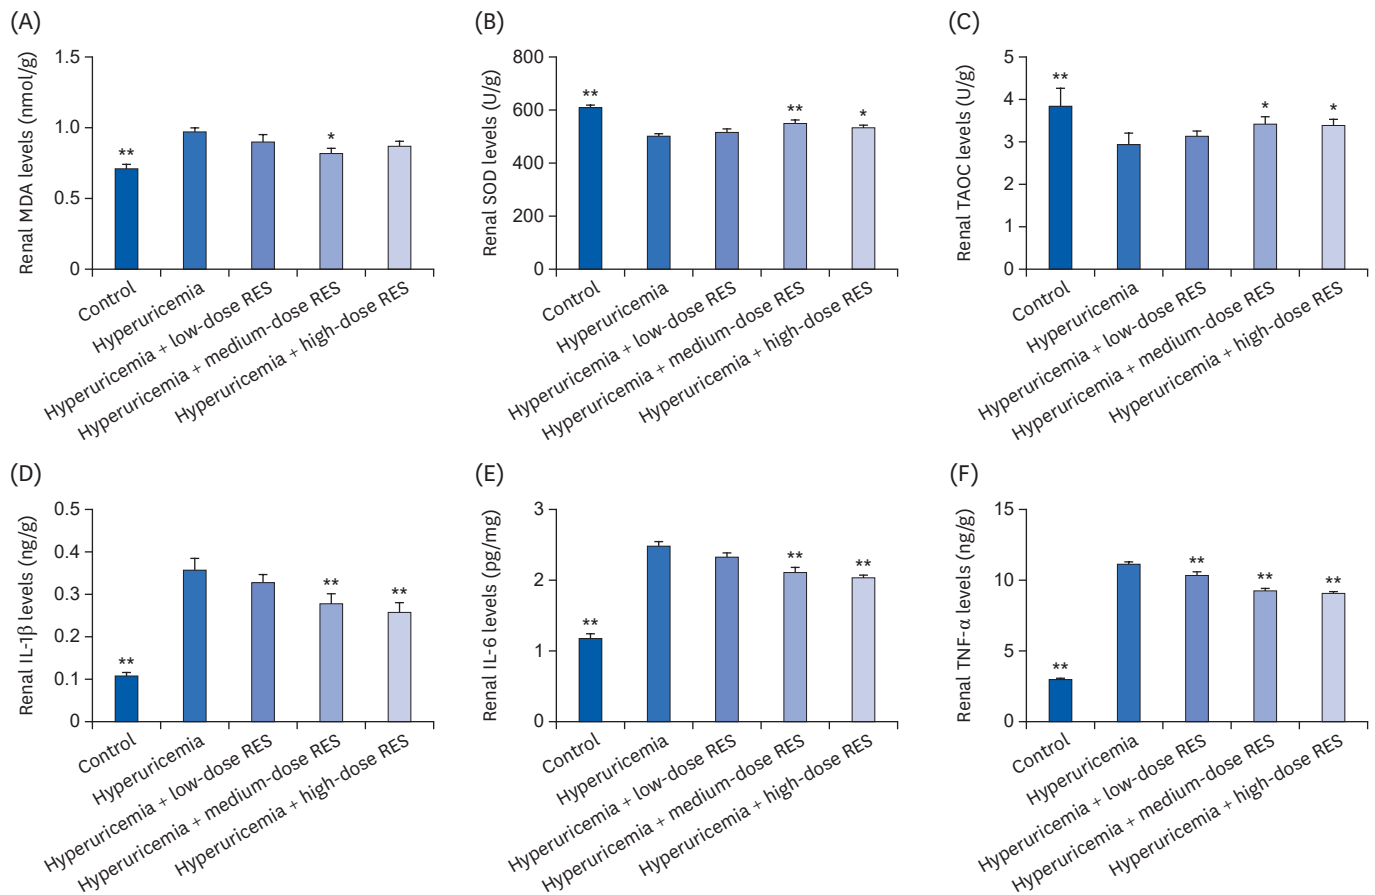 (A)
Renal MDA levels (nmol/g)
1.5
1.0
0.5
0
**
*
Control
Hyperuricemia
Hyperuricemia + low-dose RES
Hyperuricemia + medium-dose RES
Hyperuricemia + high-dose RES
(B)
Renal SOD levels (U/g)
800
600
400
200
0
**
**
*
Control
Hyperuricemia
Hyperuricemia + low-dose RES
Hyperuricemia + medium-dose RES
Hyperuricemia + high-dose RES
(C)
Renal TAOC levels (U/g)
5
4
3
2
1
0
**
*
*
Control
Hyperuricemia
Hyperuricemia + low-dose RES
Hyperuricemia + medium-dose RES
Hyperuricemia + high-dose RES
(D)
Renal IL-1β levels (ng/g)
0.5
0.4
0.3
0.2
0.1
0
**
**
**
Control
Hyperuricemia
Hyperuricemia + low-dose RES
Hyperuricemia + medium-dose RES
Hyperuricemia + high-dose RES
(E)
Renal IL-6 levels (pg/mg)
3
2
1
0
**
**
**
Control
Hyperuricemia
Hyperuricemia + low-dose RES
Hyperuricemia + medium-dose RES
Hyperuricemia + high-dose RES
(F)
Renal TNF-α levels (ng/g)
15
10
5
0
**
**
**
**
Control
Hyperuricemia
Hyperuricemia + low-dose RES
Hyperuricemia + medium-dose RES
Hyperuricemia + high-dose RES